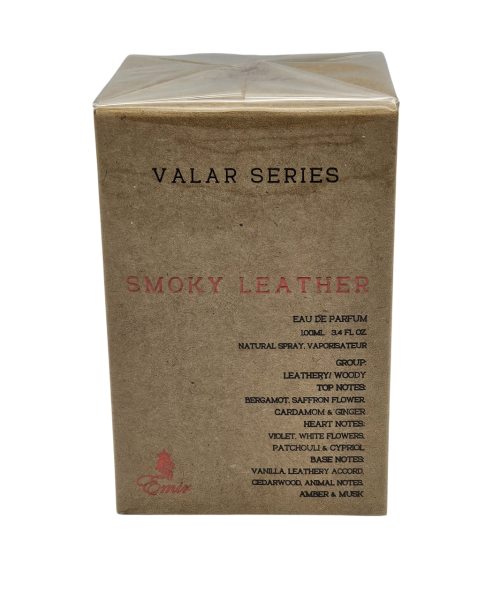 VALAR SERIES
SMOKY LEATHER
EAU DE PARFUM
100ML 3.4 FL OZ
NATURAL SPRAY, VAPORISATEUR
GROUP:
LEATHERY/ WOODY
TOP NOTES:
BERGAMOT, SAFFRON FLOWER,
CARDAMOM & GINGER
HEART NOTES:
VIOLET, WHITE FLOWERS,
PATCHOULI & CYPRIOL
BASE NOTES:
VANILLA, LEATHERY ACCORD,
CEDARWOOD, ANIMAL NOTES,
AMBER & MUSK
Emir